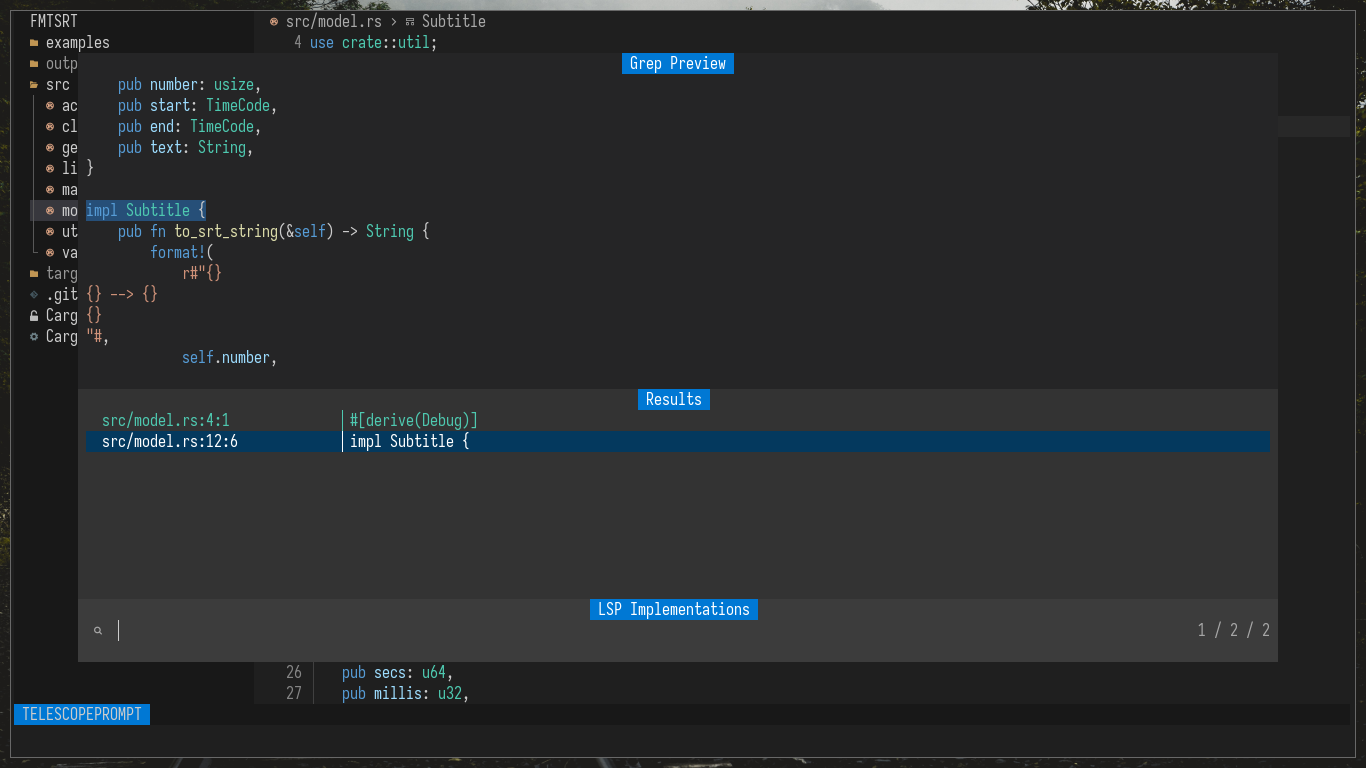 FMTSRT
src/model.rs > Subtitle
examples
4 use crate::util;
outp
Grep Preview
src
pub number: usize,
ac
pub start: TimeCode,
cl
pub end: TimeCode,
ge
pub text: String,
li
}
ma
mo
impl Subtitle {
ut
pub fn to_srt_string(&self) -> String {
va
format!(
targ
r#"{}
.git
{} --> {}
Carg
{}
Carg
"#,
self.number,
Results
src/model.rs:4:1 #[derive(Debug)]
src/model.rs:12:6 impl Subtitle {
LSP Implementations
1 / 2 / 2
26 pub secs: u64,
27 pub millis: u32,
TELESCOPEPROMPT